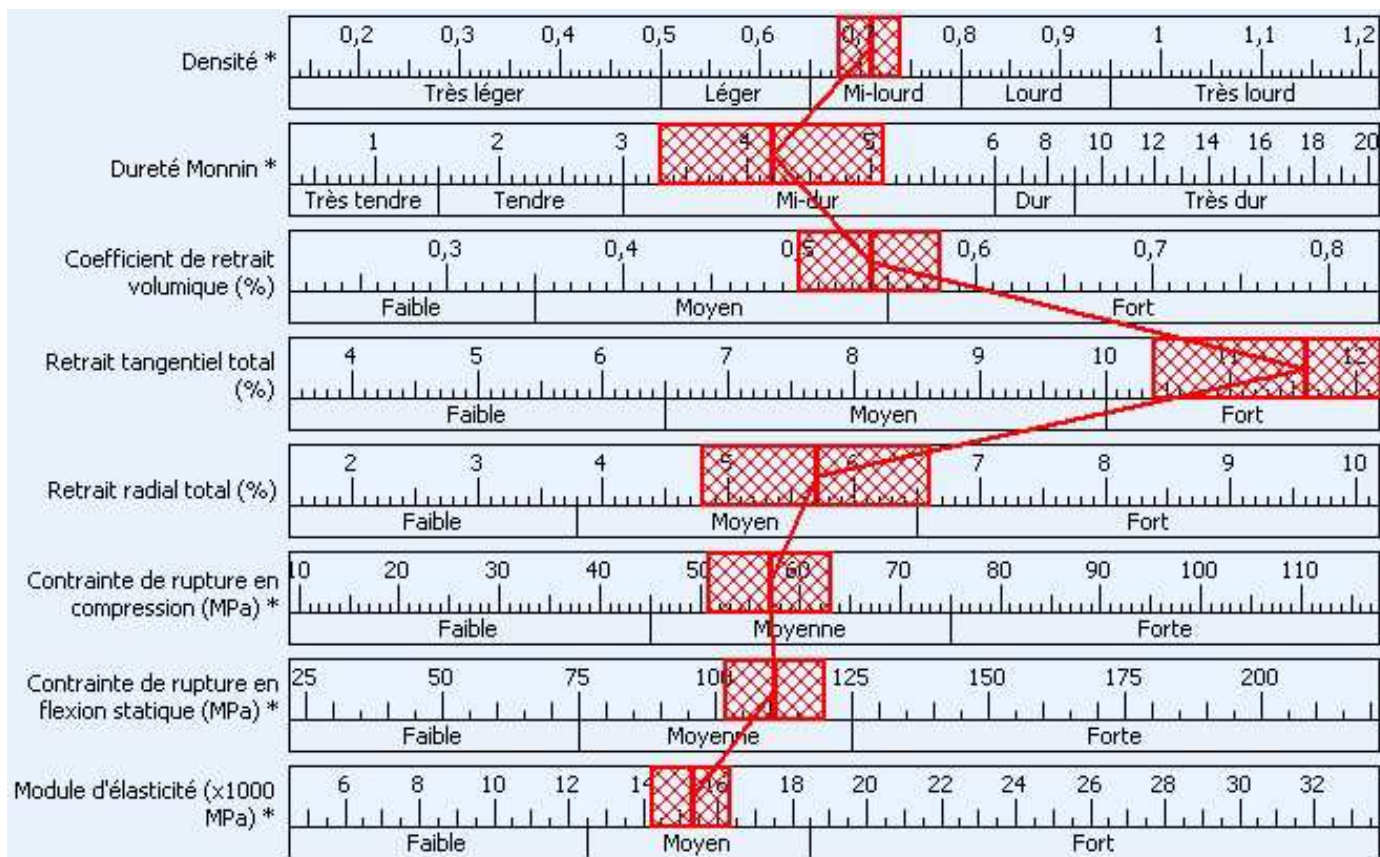 0,2 0,3 0,4 0,5 0,6 0,7 0,8 0,9 1 1,1 1,2
Densité *
Très léger Léger Mi-lourd Lourd Très lourd
1 2 3 4 5 6 8 10 12 14 16 18 20
Dureté Monnin *
Très tendre Tendre Mi-dur Dur Très dur
0,3 0,4 0,5 0,6 0,7 0,8
Coefficient de retrait
volumique (%)
Faible Moyen Fort
4 5 6 7 8 9 10 11 12
Retrait tangentiel total
(%)
Faible Moyen Fort
2 3 4 5 6 7 8 9 10
Retrait radial total (%)
Faible Moyen Fort
10 20 30 40 50 60 70 80 90 100 110
Contrainte de rupture en
compression (MPa) *
Faible Moyenne Forte
25 50 75 100 125 150 175 200
Contrainte de rupture en
flexion statique (MPa) *
Faible Moyenne Forte
6 8 10 12 14 16 18 20 22 24 26 28 30 32
Module d'élasticité (x1000
MPa) *
Faible Moyen Fort